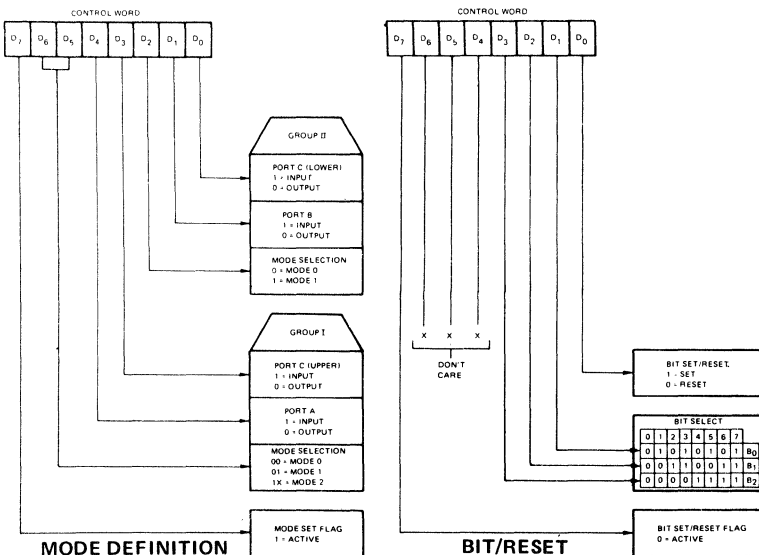 CONTROL WORD
D7 D6 D5 D4 D3 D2 D1 D0
GROUP II
PORT C (LOWER)
1 = INPUT
0 = OUTPUT
PORT B
1 = INPUT
0 = OUTPUT
MODE SELECTION
0 = MODE 0
1 = MODE 1
GROUP I
PORT C (UPPER)
1 = INPUT
0 = OUTPUT
PORT A
1 = INPUT
0 = OUTPUT
MODE SELECTION
00 = MODE 0
01 = MODE 1
1X = MODE 2
MODE SET FLAG
1 = ACTIVE
MODE DEFINITION
CONTROL WORD
D7 D6 D5 D4 D3 D2 D1 D0
X X X
DON'T
CARE
BIT SET/RESET
1 - SET
0 = RESET
BIT SELECT
0 1 2 3 4 5 6 7
0 1 0 1 0 1 0 1 B0
0 0 1 1 0 0 1 1 B1
0 0 0 0 1 1 1 1 B2
BIT SET/RESET FLAG
0 = ACTIVE
BIT/RESET